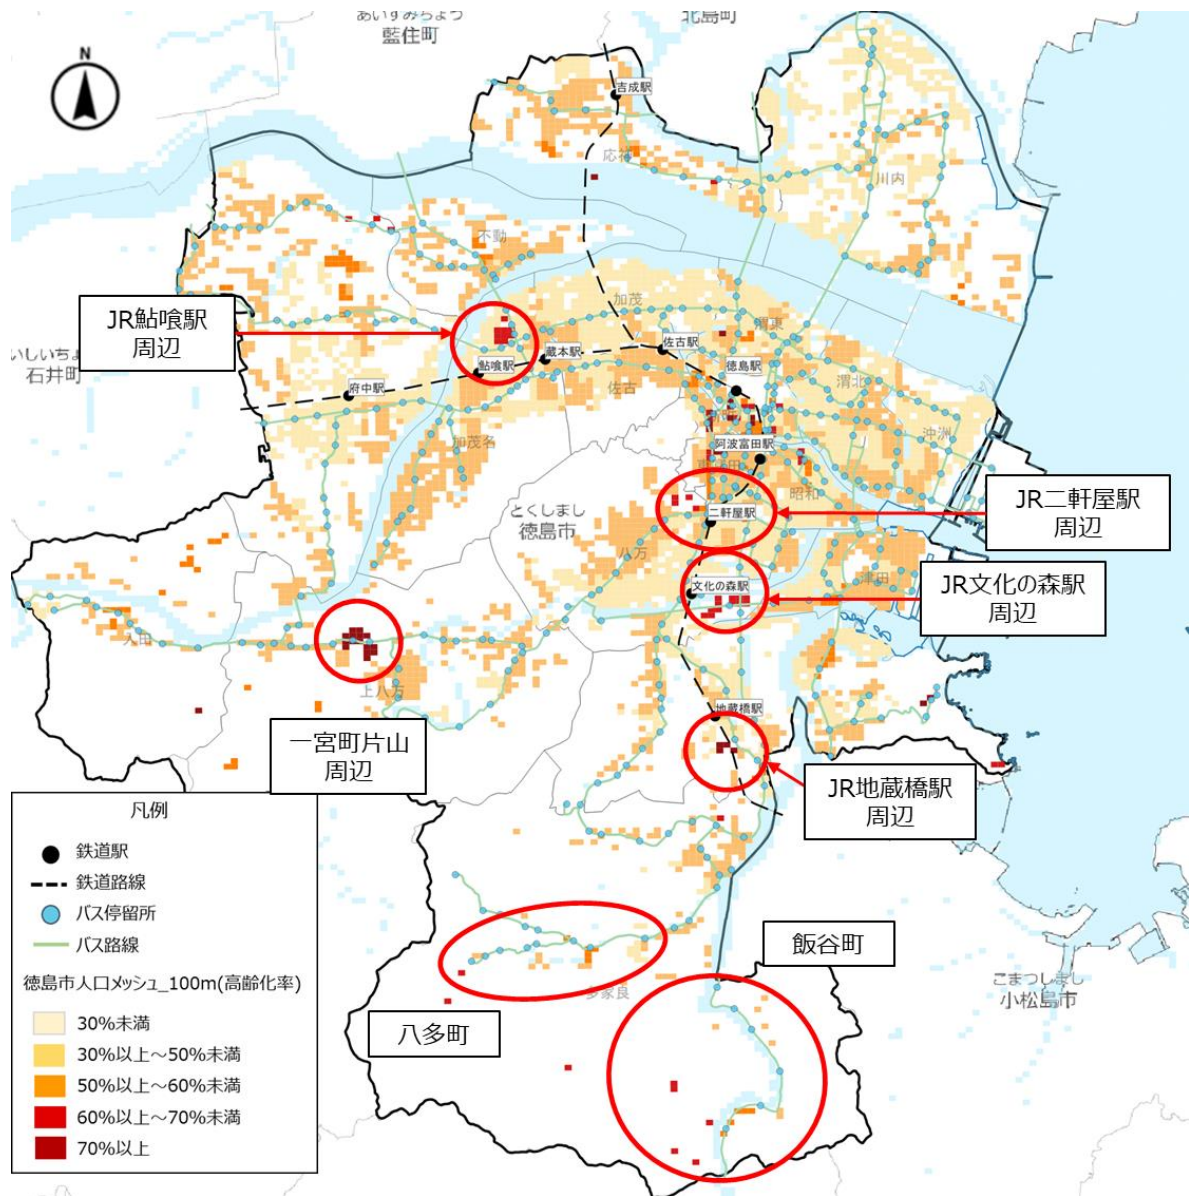 あいずみちょう
藍住町
北島町
N
吉成駅
応神
川内
不動
JR鮎喰駅
周辺
加茂
渭東
佐古駅
蔵本駅
鮎喰駅
徳島駅
府中駅
佐古
渭北
石井町
加茂名
沖洲
阿波富田駅
昭和
JR二軒屋駅
周辺
とくしまし
徳島市
二軒屋駅
八万
文化の森駅
津田
JR文化の森駅
周辺
入田
上八万
地蔵橋駅
一宮町片山
周辺
JR地蔵橋駅
周辺
飯谷町
八多町
多家良
こまつしまし
小松島市
凡例
鉄道駅
鉄道路線
バス停留所
バス路線
徳島市人口メッシュ_100m(高齢化率)
30%未満
30%以上～50%未満
50%以上～60%未満
60%以上～70%未満
70%以上